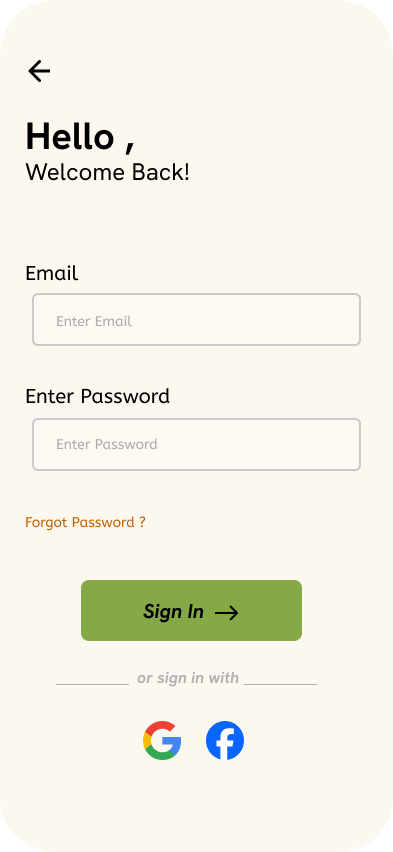 Hello ,
Welcome Back!
Email
Enter Email
Enter Password
Enter Password
Forgot Password ?
Sign In
or sign in with